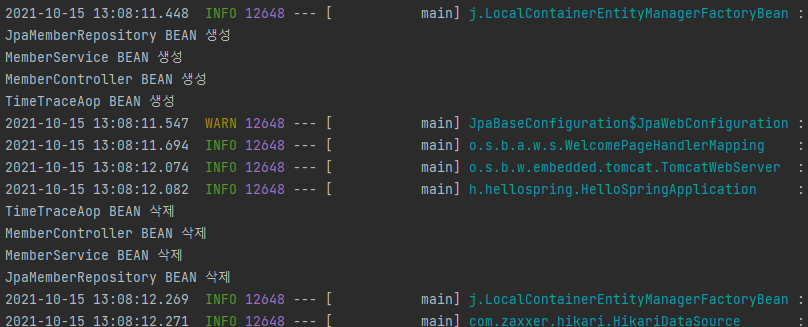 2021-10-15 13:08:11.448  INFO 12648 --- [           main] j.LocalContainerEntityManagerFactoryBean :
JpaMemberRepository BEAN 생성
MemberService BEAN 생성
MemberController BEAN 생성
TimeTraceAop BEAN 생성
2021-10-15 13:08:11.547  WARN 12648 --- [           main] JpaBaseConfiguration$JpaWebConfiguration :
2021-10-15 13:08:11.694  INFO 12648 --- [           main] o.s.b.a.w.s.WelcomePageHandlerMapping    :
2021-10-15 13:08:12.074  INFO 12648 --- [           main] o.s.b.w.embedded.tomcat.TomcatWebServer  :
2021-10-15 13:08:12.082  INFO 12648 --- [           main] h.hellospring.HelloSpringApplication     :
TimeTraceAop BEAN 삭제
MemberController BEAN 삭제
MemberService BEAN 삭제
JpaMemberRepository BEAN 삭제
2021-10-15 13:08:12.269  INFO 12648 --- [           main] j.LocalContainerEntityManagerFactoryBean :
2021-10-15 13:08:12.271  INFO 12648 --- [           main] com.zaxxer.hikari.HikariDataSource       :